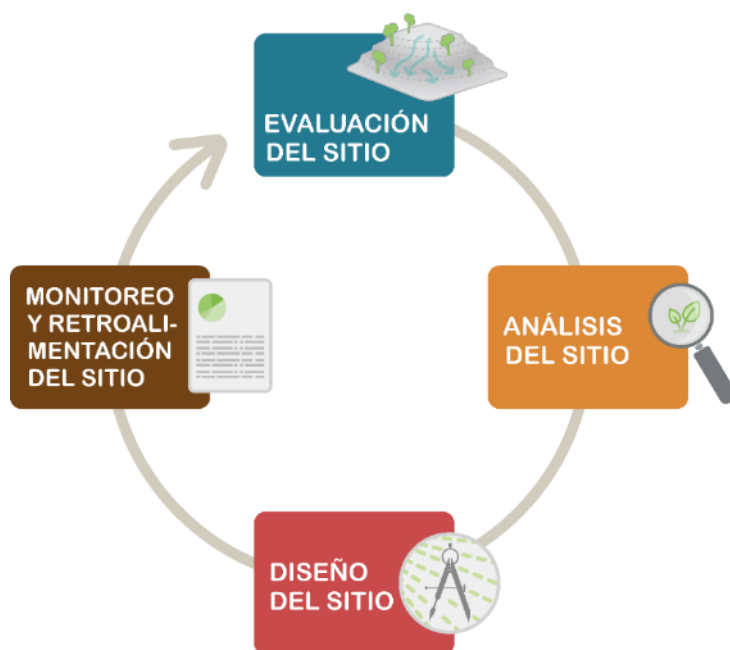 EVALUACIÓN
DEL SITIO
ANÁLISIS
DEL SITIO
DISEÑO
DEL SITIO
MONITOREO
Y RETROALI-
MENTACIÓN
DEL SITIO